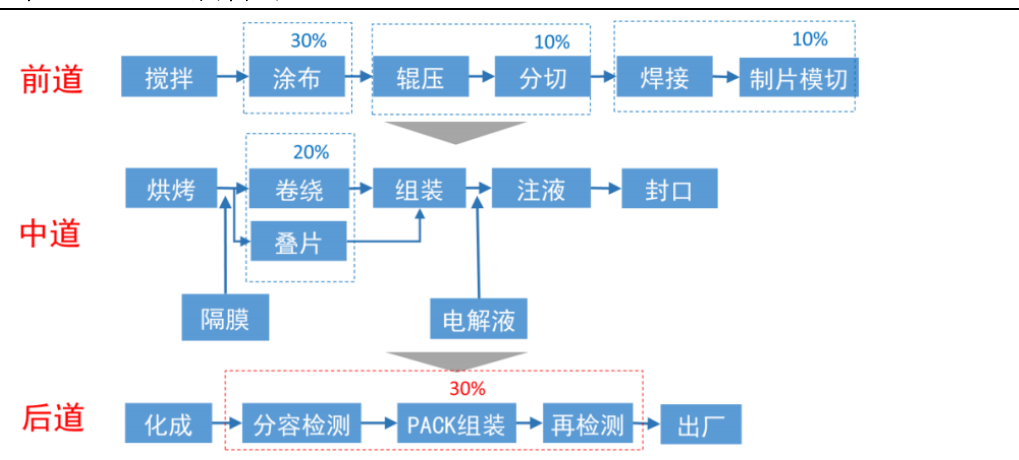 30%
10%
10%
前道
搅拌
涂布
辊压
分切
焊接
制片模切
20%
中道
烘烤
卷绕
组装
注液
封口
叠片
隔膜
电解液
30%
后道
化成
分容检测
PACK组装
再检测
出厂